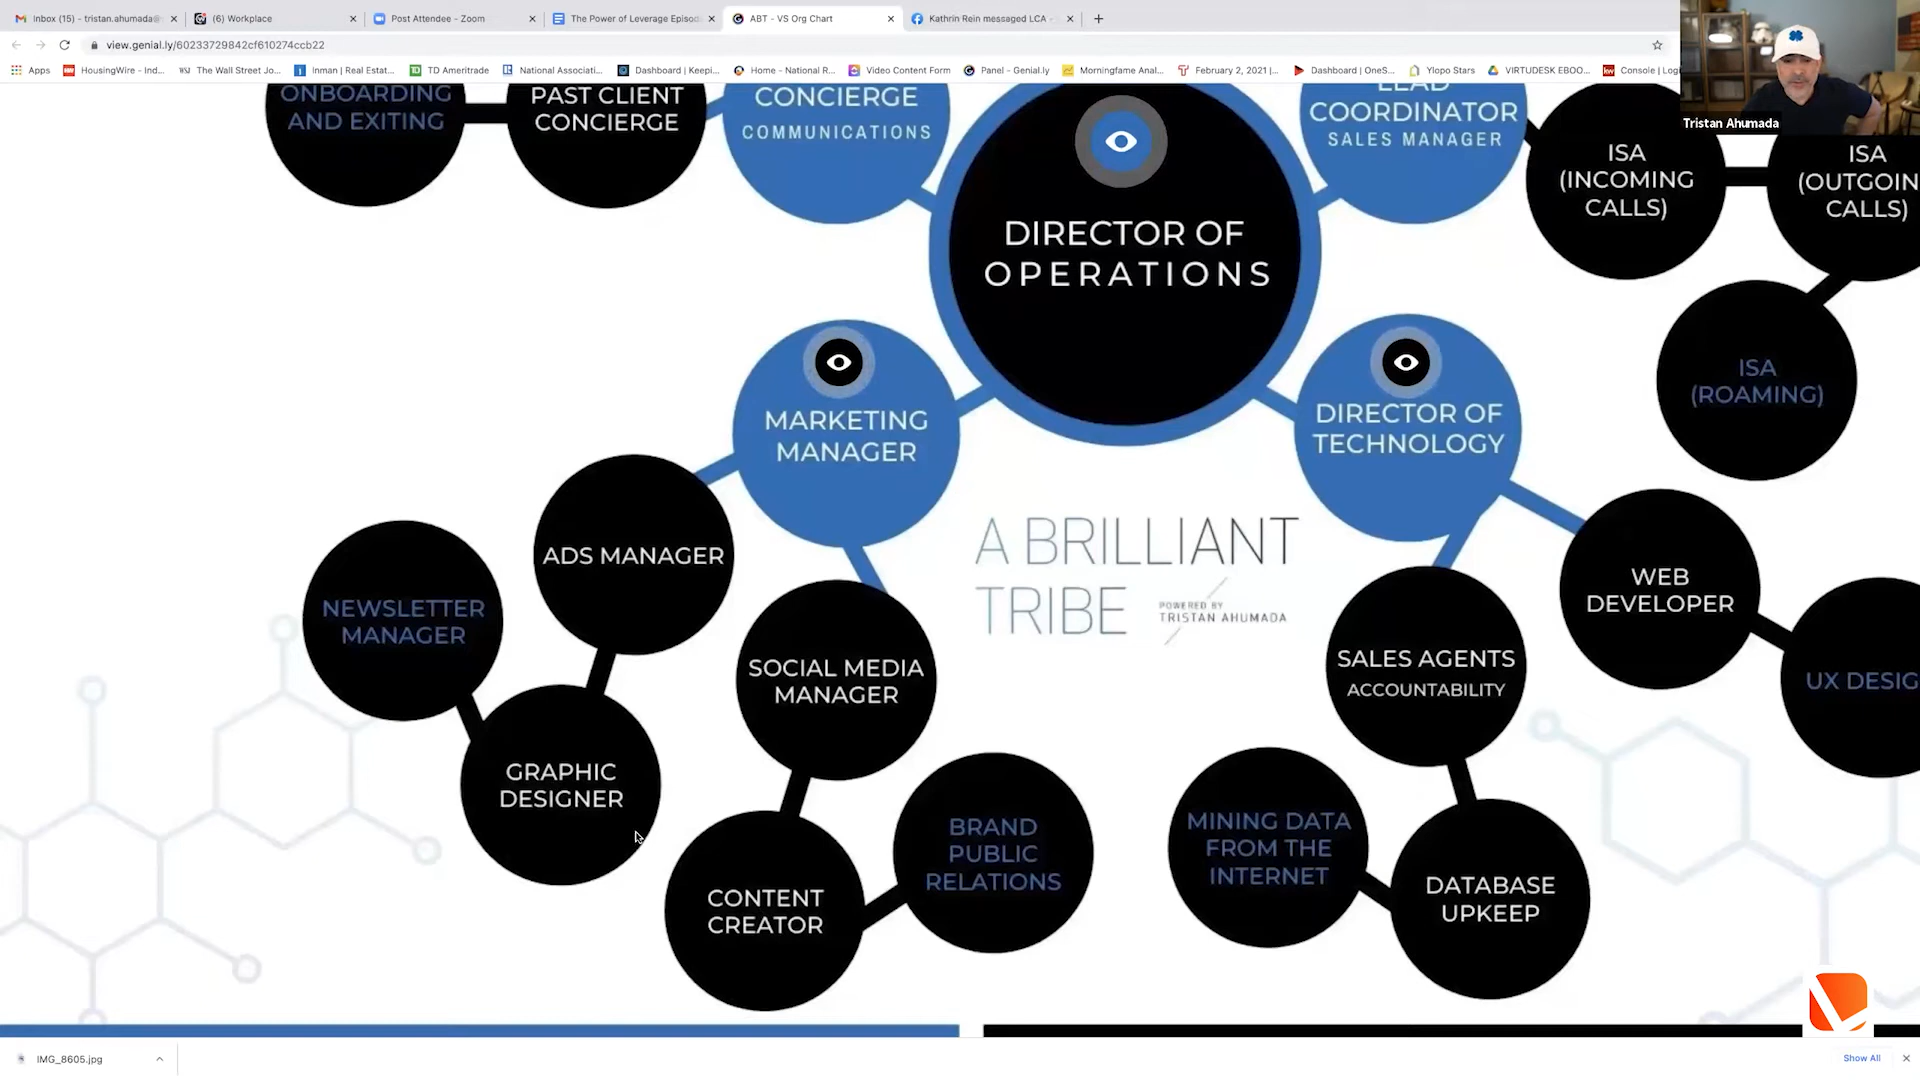 Inbox (15) - tristan.ahumada@
(6) Workplace
Post Attendee - Zoom
The Power of Leverage Episod
ABT - VS Org Chart
Kathrin Rein messaged LCA -
view.genial.ly/60233729842cf610274ccb22
Apps
HousingWire - Ind...
The Wall Street Jo...
Inman | Real Estat...
TD Ameritrade
National Associati...
Dashboard | Keepi...
Home - National R...
Video Content Form
Panel - Genial.ly
Morningfame Anal...
February 2, 2021 |...
Dashboard | OneS...
Ylopo Stars
VIRTUDESK EBOO...
Console | Logi
Tristan Ahumada
ONBOARDING
AND EXITING
PAST CLIENT
CONCIERGE
CONCIERGE
COMMUNICATIONS
DIRECTOR OF
OPERATIONS
LEAD
COORDINATOR
SALES MANAGER
ISA
(INCOMING
CALLS)
ISA
(OUTGOIN
CALLS)
ISA
(ROAMING)
MARKETING
MANAGER
DIRECTOR OF
TECHNOLOGY
ADS MANAGER
NEWSLETTER
MANAGER
SOCIAL MEDIA
MANAGER
GRAPHIC
DESIGNER
CONTENT
CREATOR
BRAND
PUBLIC
RELATIONS
A BRILLIANT
TRIBE
POWERED BY
TRISTAN AHUMADA
WEB
DEVELOPER
UX DESIG
SALES AGENTS
ACCOUNTABILITY
MINING DATA
FROM THE
INTERNET
DATABASE
UPKEEP
IMG_8605.jpg
Show All